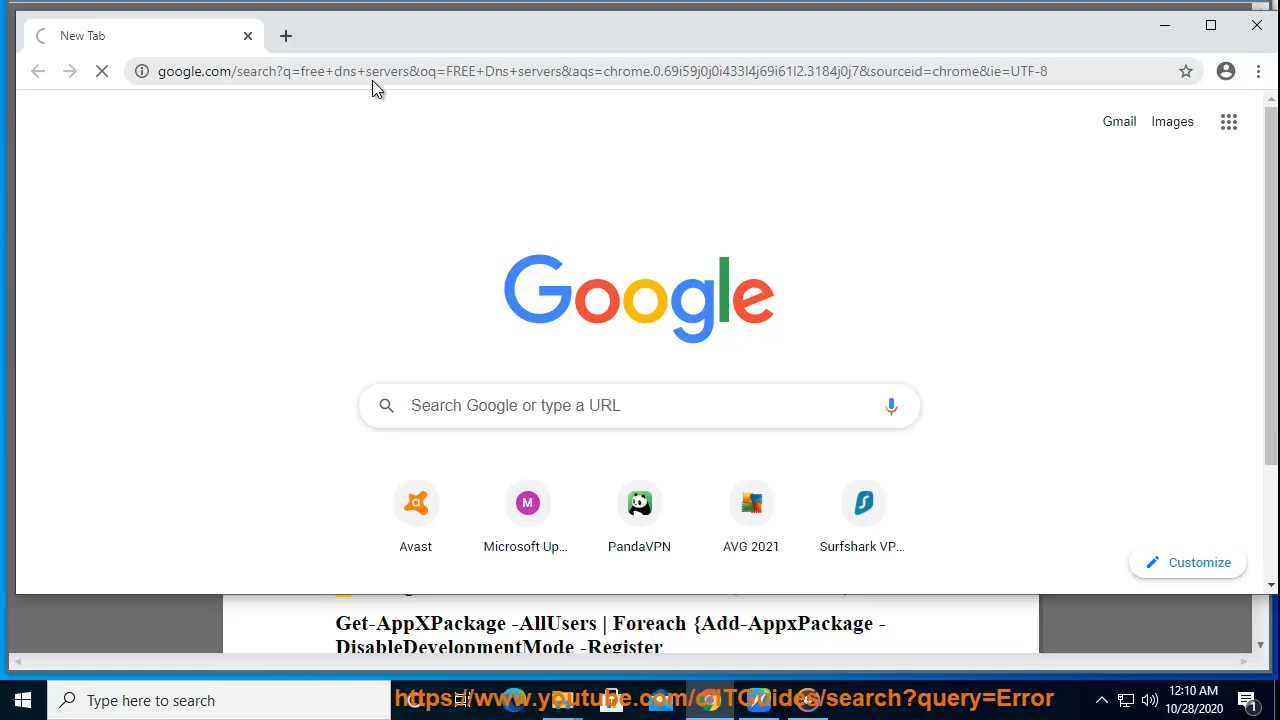 New Tab
google.com/search?q=free+dns+servers&oq=FREE+Dns+servers&aqs=chrome.0.69i59j0j0i433l4j69i61l2.3184j0j7&sourceid=chrome&ie=UTF-8
Gmail Images
Google
Search Google or type a URL
M
Avast Microsoft Up... PandaVPN AVG 2021 Surfshark VP...
Customize
Get-AppXPackage -AllUsers | Foreach {Add-AppxPackage -
DisableDevelopmentMode -Register
Type here to search
12:10 AM
10/28/2020
1